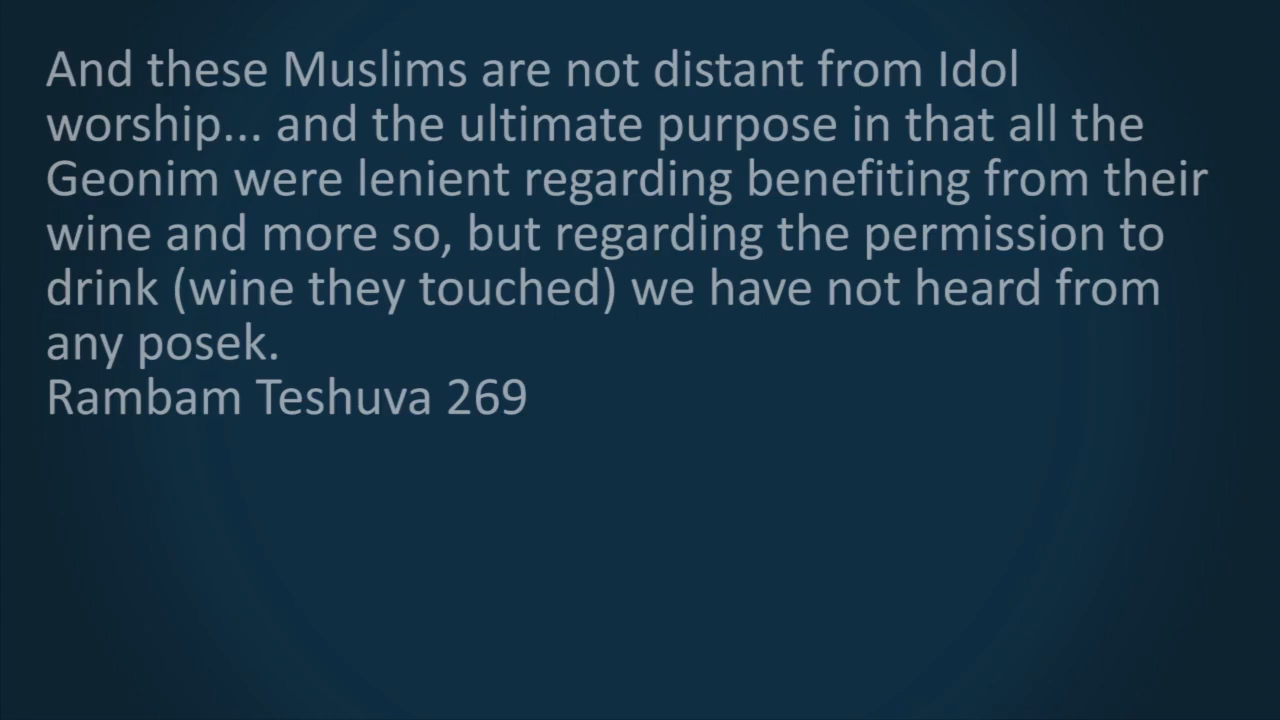 And these Muslims are not distant from Idol
worship... and the ultimate purpose in that all the
Geonim were lenient regarding benefiting from their
wine and more so, but regarding the permission to
drink (wine they touched) we have not heard from
any posek.
Rambam Teshuva 269